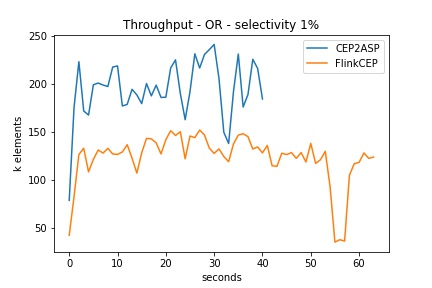 Throughput - OR - selectivity 1%
250
200
150
100
50
k elements
CEP2ASP
FlinkCEP
0 10 20 30 40 50 60
seconds